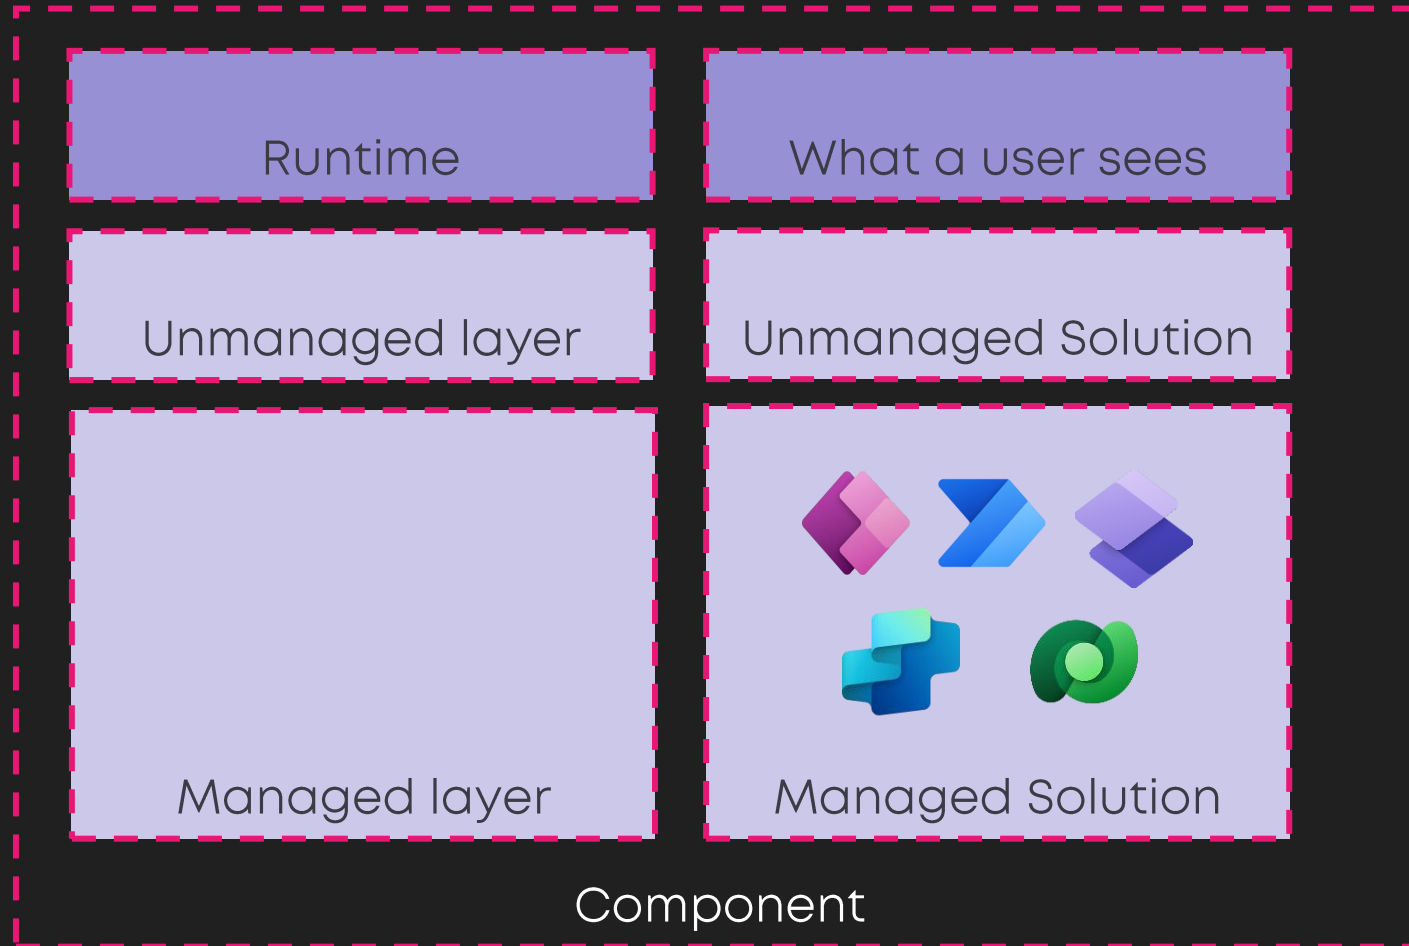 Runtime
What a user sees
Unmanaged layer
Unmanaged Solution
Managed layer
Managed Solution
Component